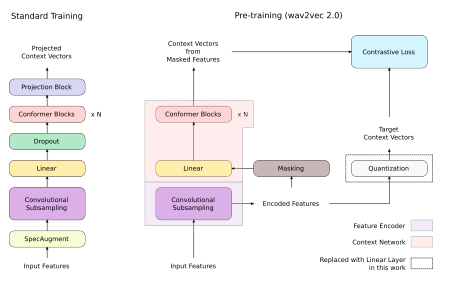 Standard Training
Pre-training (wav2vec 2.0)
Projected
Context Vectors
Projection Block
Conformer Blocks
x N
Dropout
Linear
Convolutional
Subsampling
SpecAugment
Input Features
Context Vectors
from
Masked Features
Contrastive Loss
Conformer Blocks
x N
Target
Context Vectors
Linear
Masking
Quantization
Convolutional
Subsampling
Encoded Features
Input Features
Feature Encoder
Context Network
Replaced with Linear Layer
in this work